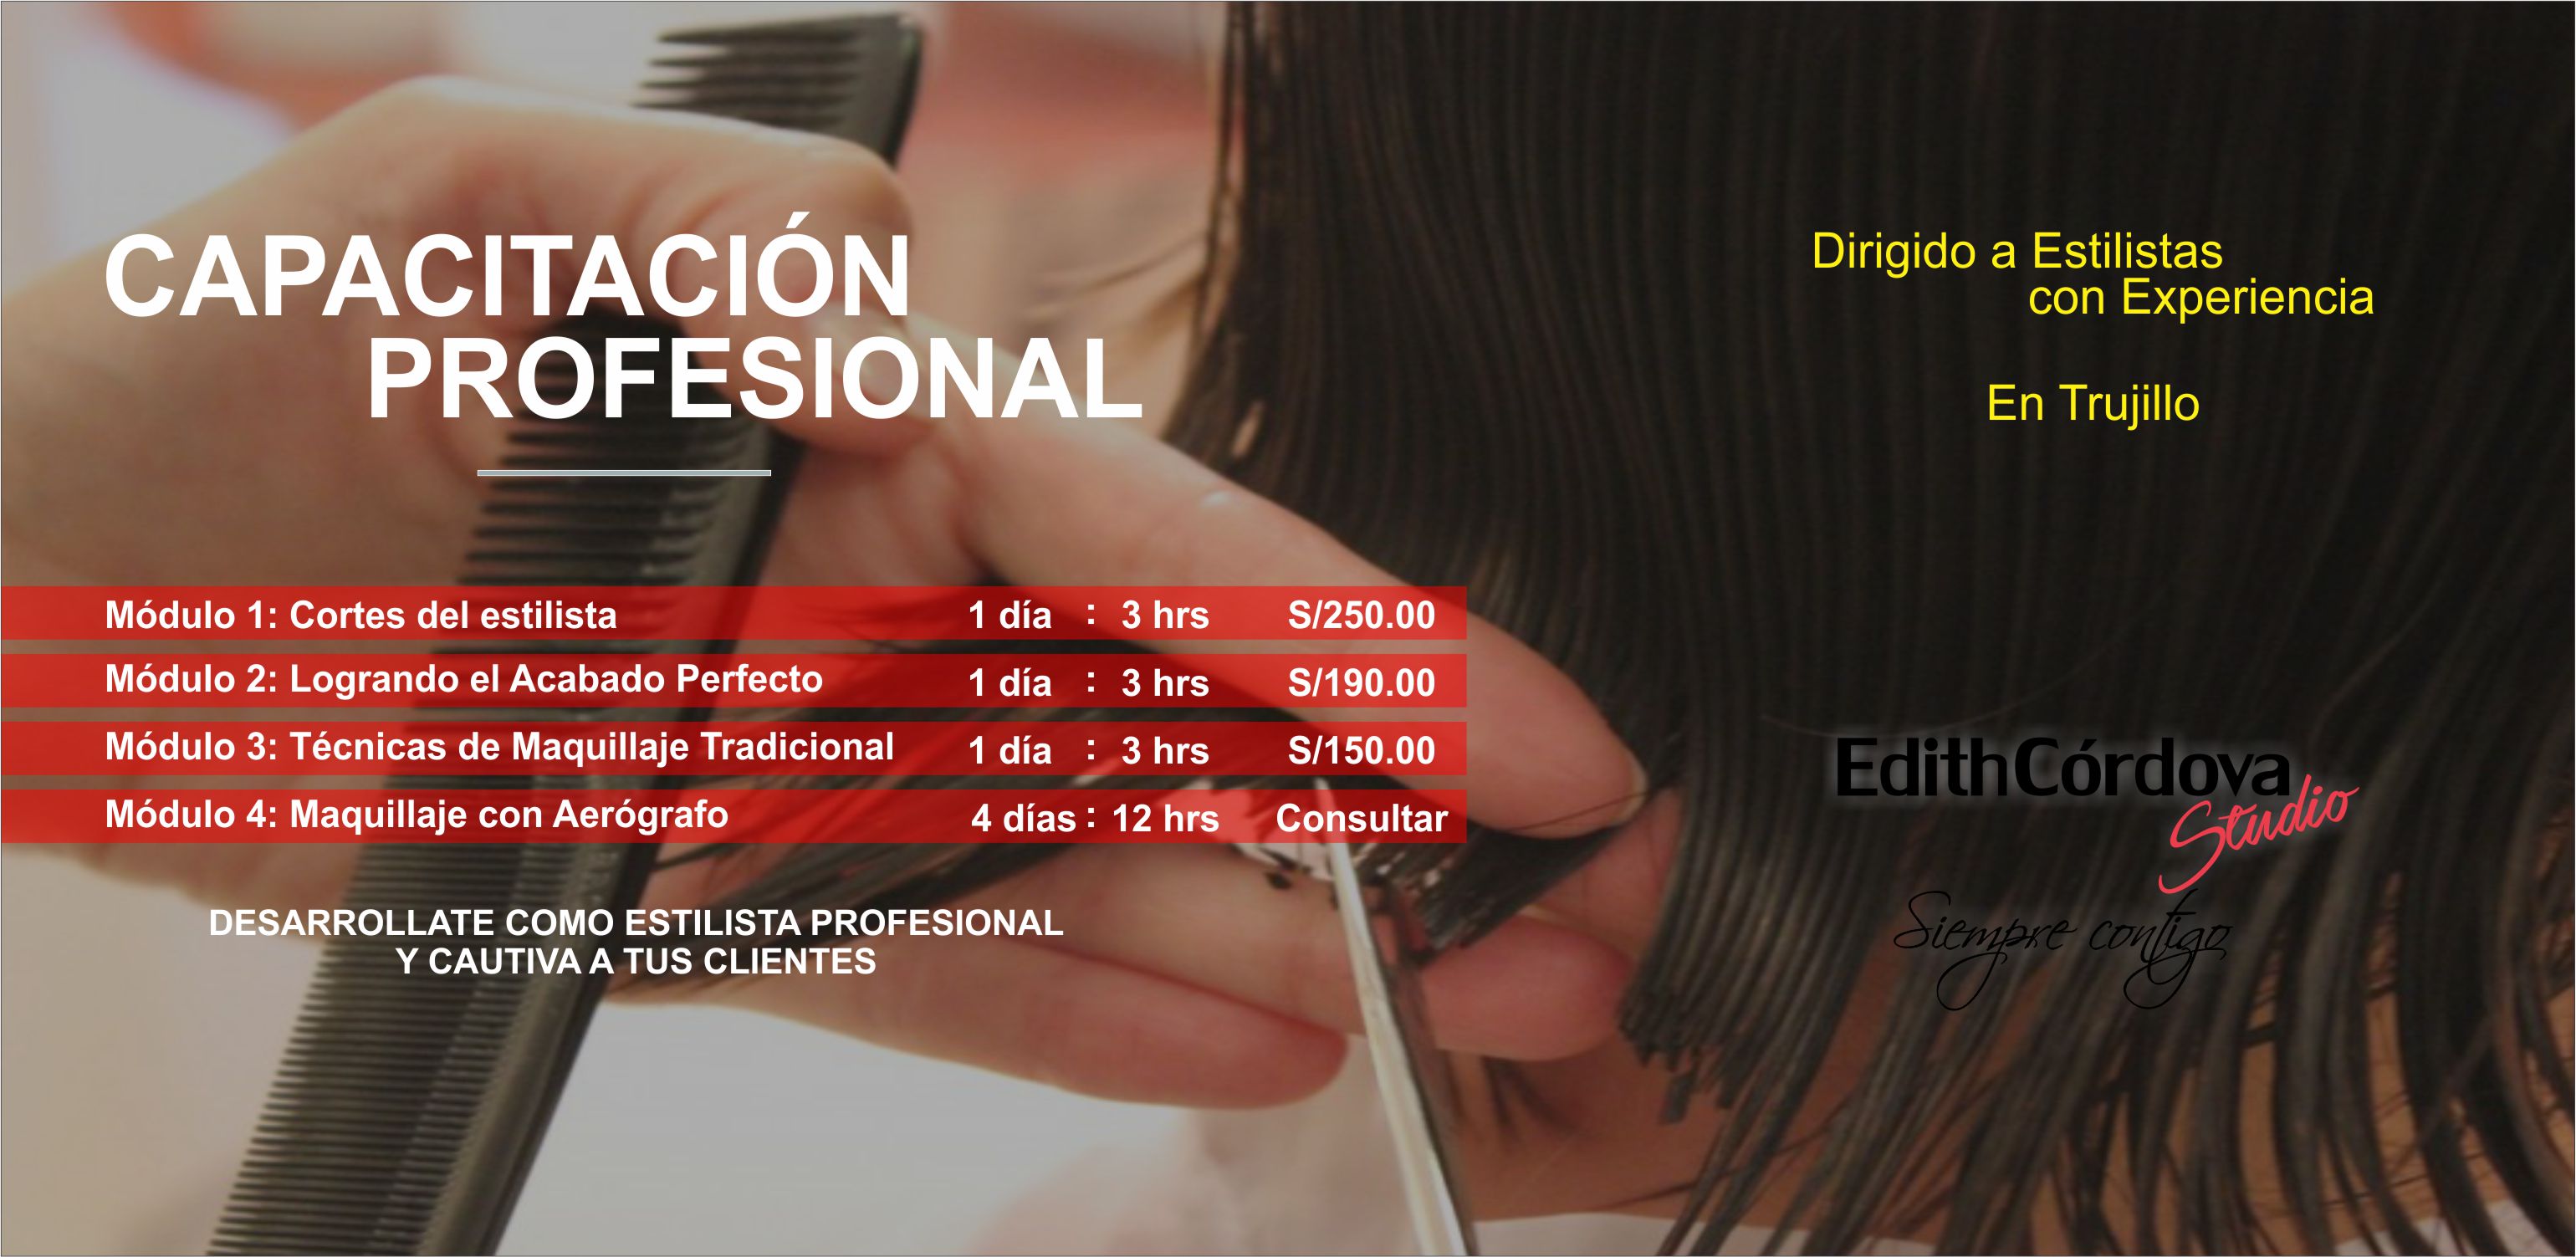 CAPACITACIÓN
PROFESIONAL
Dirigido a Estilistas
con Experiencia
En Trujillo
Módulo 1: Cortes del estilista 1 día : 3 hrs S/250.00
Módulo 2: Logrando el Acabado Perfecto 1 día : 3 hrs S/190.00
Módulo 3: Técnicas de Maquillaje Tradicional 1 día : 3 hrs S/150.00
Módulo 4: Maquillaje con Aerógrafo 4 días : 12 hrs Consultar
DESARROLLATE COMO ESTILISTA PROFESIONAL
Y CAUTIVA A TUS CLIENTES
EdithCórdova
Studio
Siempre contigo